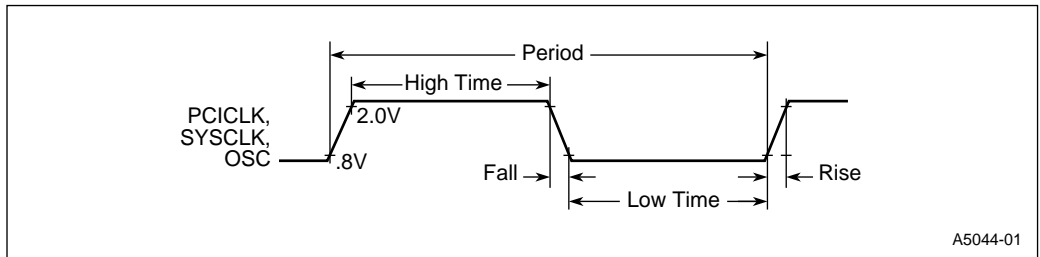 Period
High Time
PCICLK,
SYSCLK,
OSC
2.0V
.8V
Fall
Rise
Low Time
A5044-01